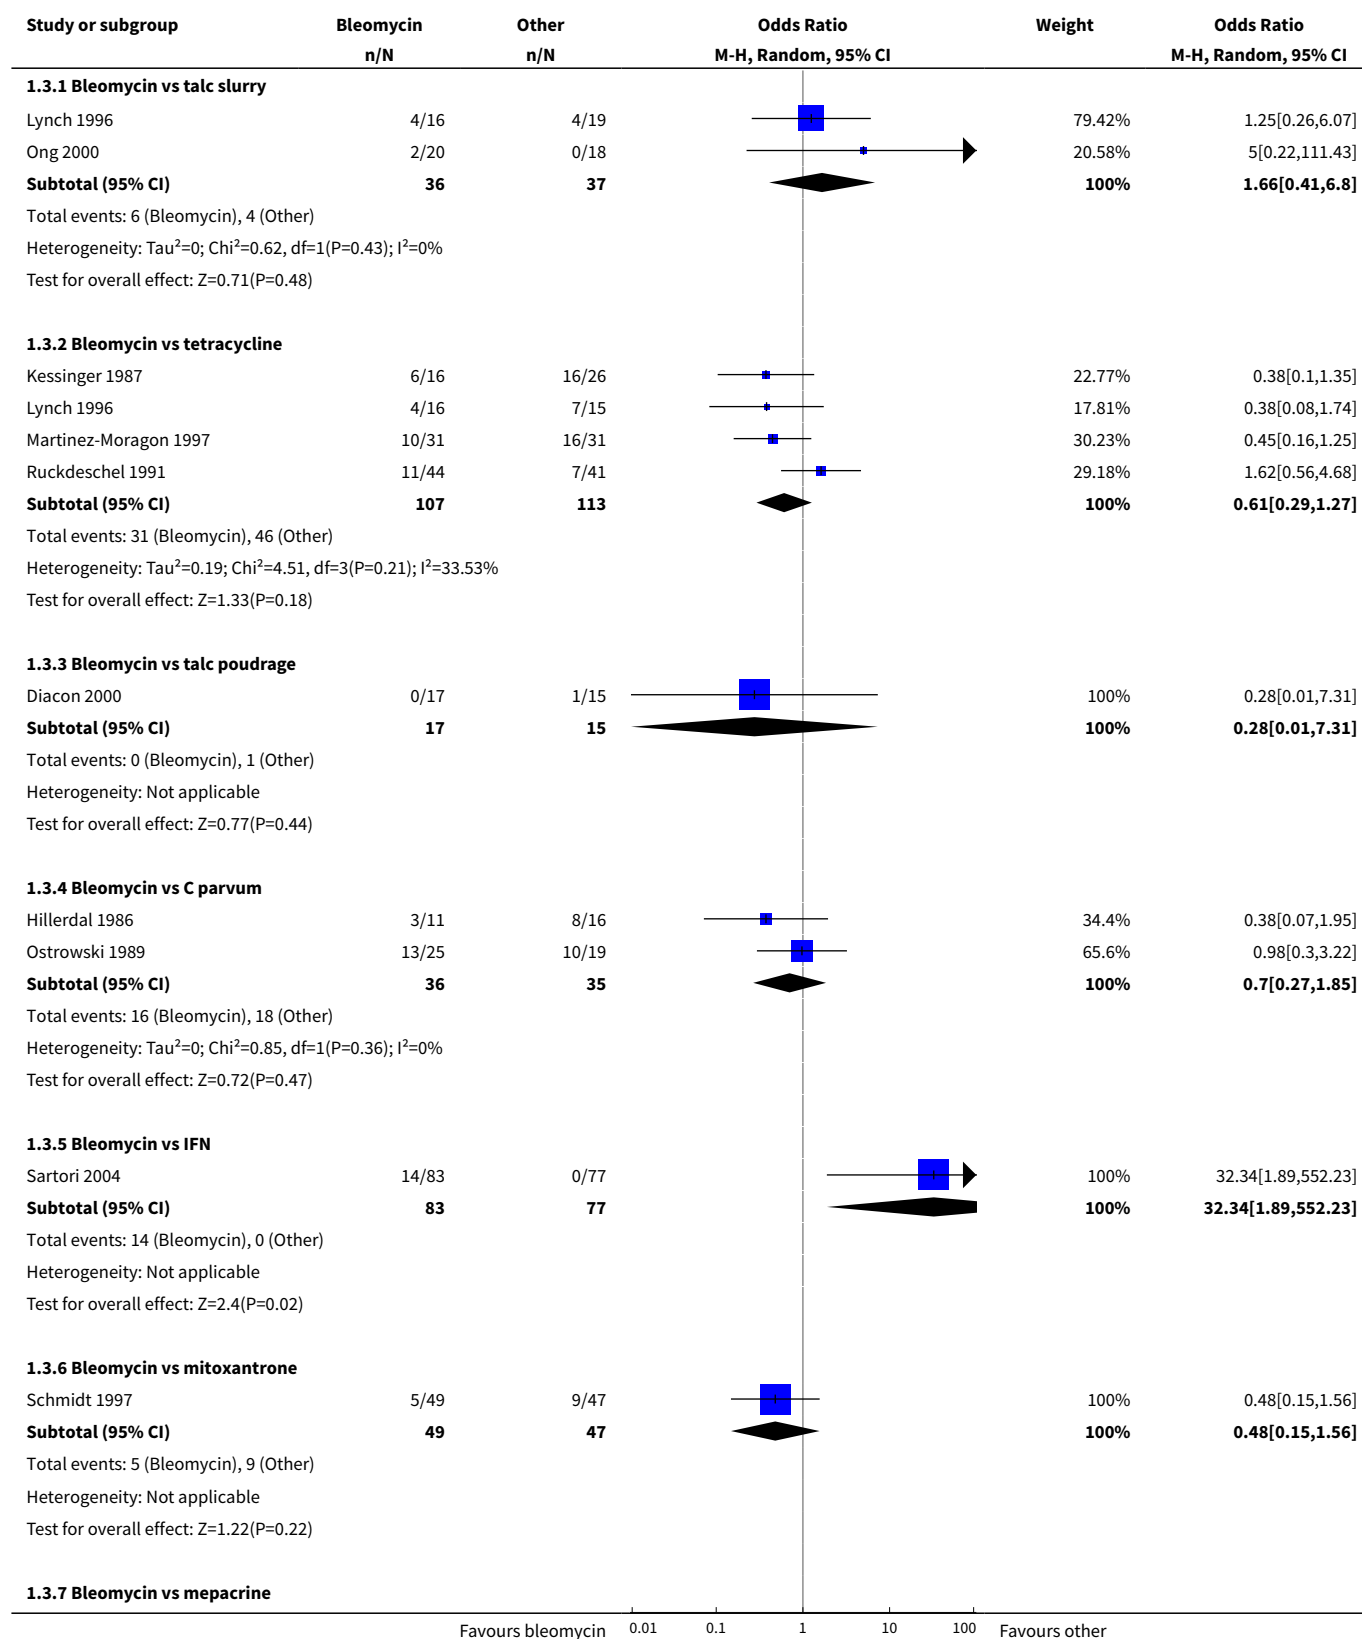 Study or subgroup Bleomycin Other Odds Ratio Weight Odds Ratio
n/N n/N M-H, Random, 95% CI M-H, Random, 95% CI
1.3.1 Bleomycin vs talc slurry
Lynch 1996 4/16 4/19 79.42% 1.25[0.26,6.07]
Ong 2000 2/20 0/18 20.58% 5[0.22,111.43]
Subtotal (95% CI) 36 37 100% 1.66[0.41,6.8]
Total events: 6 (Bleomycin), 4 (Other)
Heterogeneity: Tau²=0; Chi²=0.62, df=1(P=0.43); I²=0%
Test for overall effect: Z=0.71(P=0.48)
1.3.2 Bleomycin vs tetracycline
Kessinger 1987 6/16 16/26 22.77% 0.38[0.1,1.35]
Lynch 1996 4/16 7/15 17.81% 0.38[0.08,1.74]
Martinez-Moragon 1997 10/31 16/31 30.23% 0.45[0.16,1.25]
Ruckdeschel 1991 11/44 7/41 29.18% 1.62[0.56,4.68]
Subtotal (95% CI) 107 113 100% 0.61[0.29,1.27]
Total events: 31 (Bleomycin), 46 (Other)
Heterogeneity: Tau²=0.19; Chi²=4.51, df=3(P=0.21); I²=33.53%
Test for overall effect: Z=1.33(P=0.18)
1.3.3 Bleomycin vs talc poudrage
Diacon 2000 0/17 1/15 100% 0.28[0.01,7.31]
Subtotal (95% CI) 17 15 100% 0.28[0.01,7.31]
Total events: 0 (Bleomycin), 1 (Other)
Heterogeneity: Not applicable
Test for overall effect: Z=0.77(P=0.44)
1.3.4 Bleomycin vs C parvum
Hillerdal 1986 3/11 8/16 34.4% 0.38[0.07,1.95]
Ostrowski 1989 13/25 10/19 65.6% 0.98[0.3,3.22]
Subtotal (95% CI) 36 35 100% 0.7[0.27,1.85]
Total events: 16 (Bleomycin), 18 (Other)
Heterogeneity: Tau²=0; Chi²=0.85, df=1(P=0.36); I²=0%
Test for overall effect: Z=0.72(P=0.47)
1.3.5 Bleomycin vs IFN
Sartori 2004 14/83 0/77 100% 32.34[1.89,552.23]
Subtotal (95% CI) 83 77 100% 32.34[1.89,552.23]
Total events: 14 (Bleomycin), 0 (Other)
Heterogeneity: Not applicable
Test for overall effect: Z=2.4(P=0.02)
1.3.6 Bleomycin vs mitoxantrone
Schmidt 1997 5/49 9/47 100% 0.48[0.15,1.56]
Subtotal (95% CI) 49 47 100% 0.48[0.15,1.56]
Total events: 5 (Bleomycin), 9 (Other)
Heterogeneity: Not applicable
Test for overall effect: Z=1.22(P=0.22)
1.3.7 Bleomycin vs mepacrine
Favours bleomycin 0.01 0.1 1 10 100 Favours other